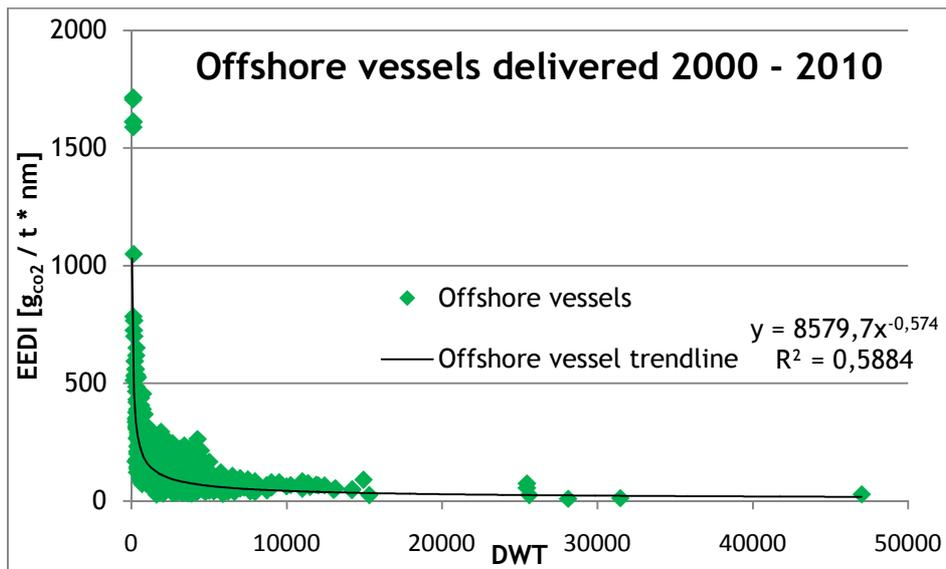 Offshore vessels delivered 2000 - 2010
2000
1500
1000
500
0
EEDI [gco2 / t * nm]
Offshore vessels
Offshore vessel trendline
y = 8579,7x-0,574
R² = 0,5884
0 10000 20000 30000 40000 50000
DWT